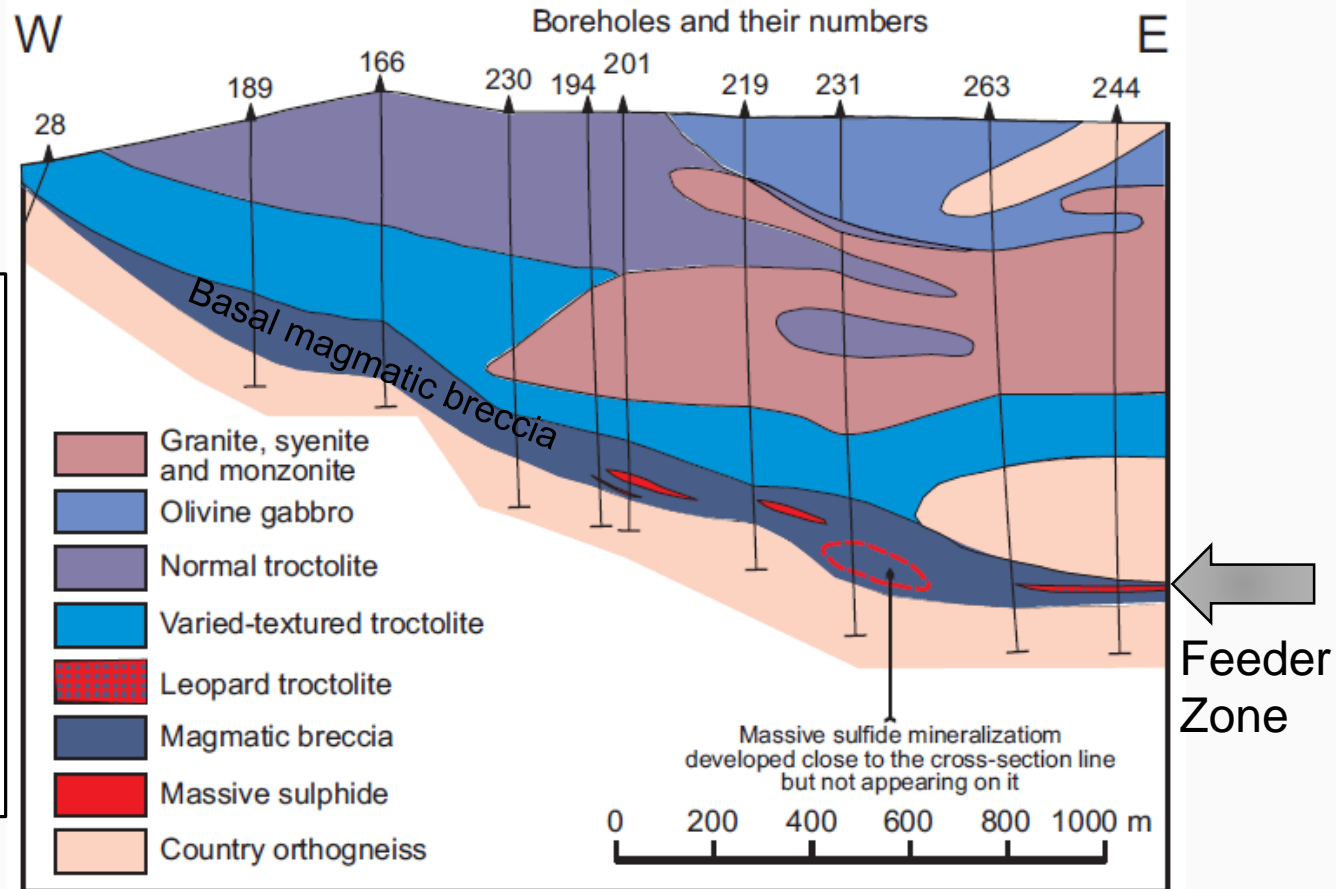 W
Boreholes and their numbers
E
28
189
166
230
194
201
219
231
263
244
Basal magmatic breccia
Granite, syenite
and monzonite
Olivine gabbro
Normal troctolite
Varied-textured troctolite
Leopard troctolite
Magmatic breccia
Massive sulphide
Country orthogneiss
Feeder
Zone
Massive sulfide mineralizatiom
developed close to the cross-section line
but not appearing on it
0 200 400 600 800 1000 m